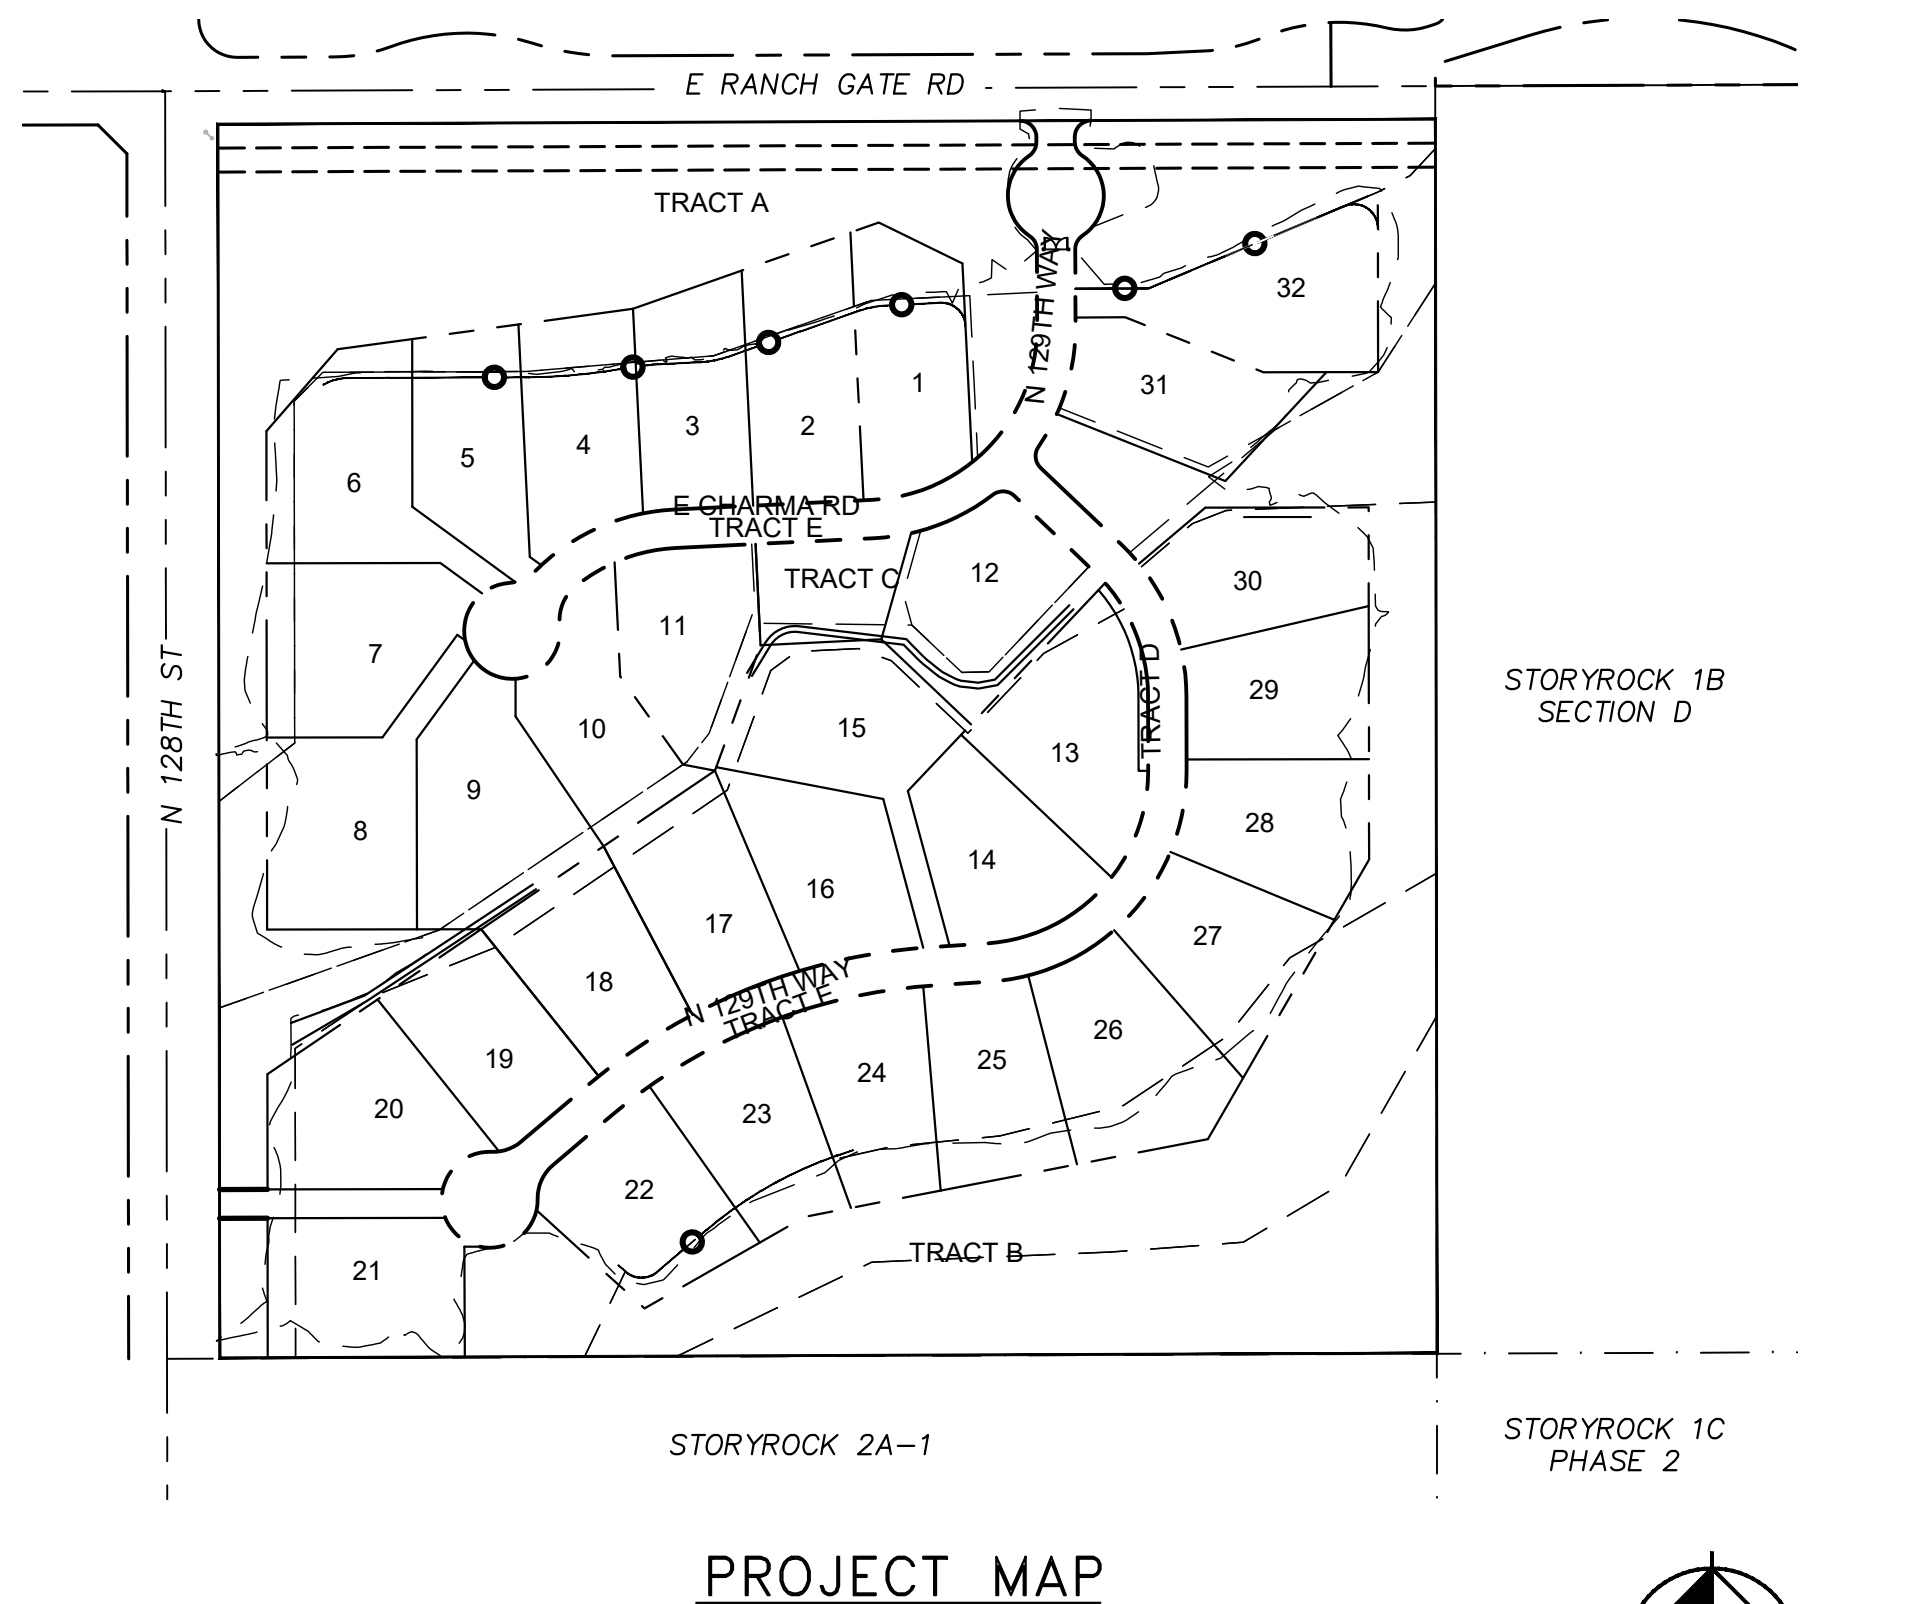 E RANCH GATE RD
TRACT A
N 129TH WAY
32
31
1
2
3
4
5
6
E CHARMA RD
TRACT E
TRACT C
12
30
11
7
TRACT D
29
STORYROCK 1B
SECTION D
N 128TH ST
10
15
13
9
8
28
14
16
17
27
18
N 129TH WAY
TRACT E
26
25
24
19
20
23
22
21
TRACT B
STORYROCK 2A-1
STORYROCK 1C
PHASE 2
PROJECT MAP